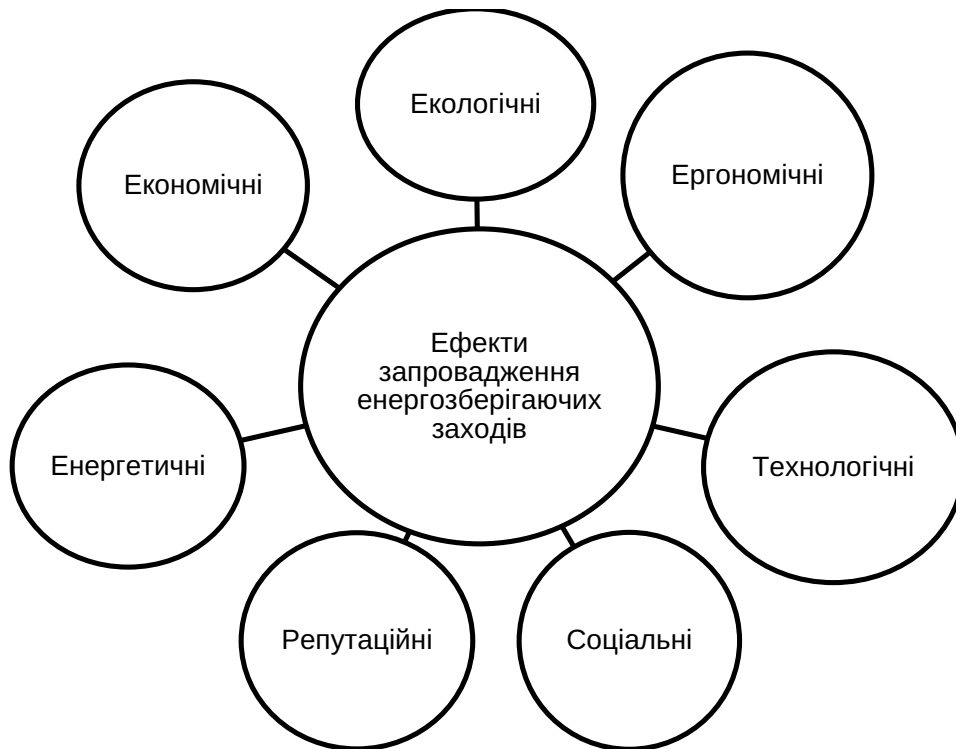 Екологічні
Економічні
Ергономічні
Ефекти
запровадження
енергозберігаючих
заходів
Енергетичні
Технологічні
Репутаційні
Соціальні